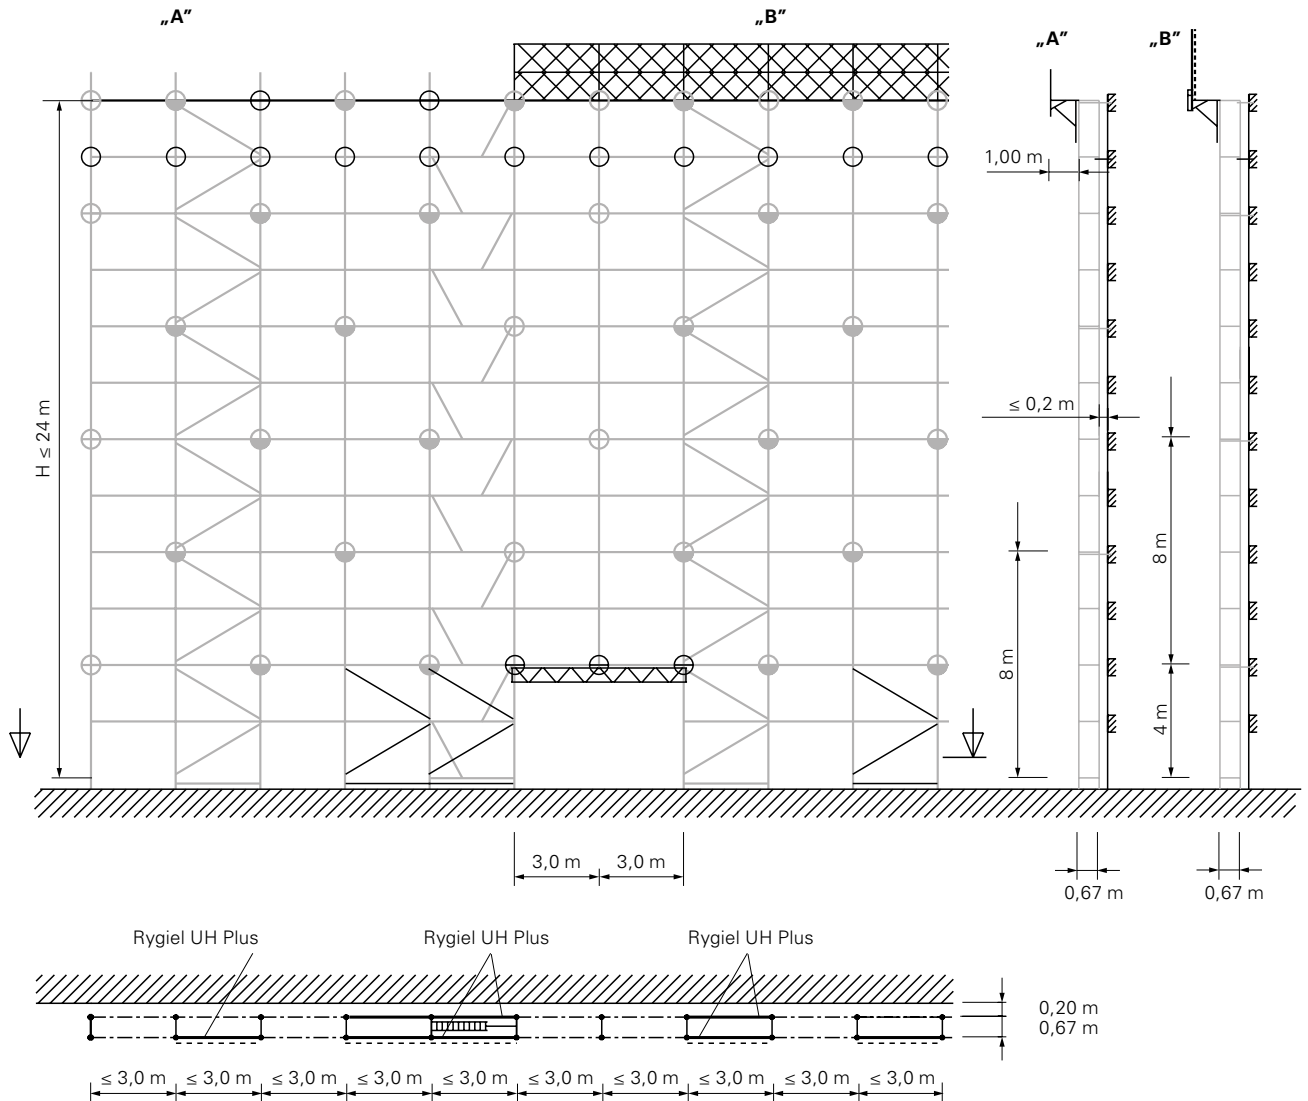 „A”
„B”
„A”
„B”
1,00 m
H ≤ 24 m
≤ 0,2 m
8 m
8 m
4 m
3,0 m
3,0 m
0,67 m
0,67 m
Rygiel UH Plus
Rygiel UH Plus
Rygiel UH Plus
0,20 m
0,67 m
≤ 3,0 m
≤ 3,0 m
≤ 3,0 m
≤ 3,0 m
≤ 3,0 m
≤ 3,0 m
≤ 3,0 m
≤ 3,0 m
≤ 3,0 m
≤ 3,0 m